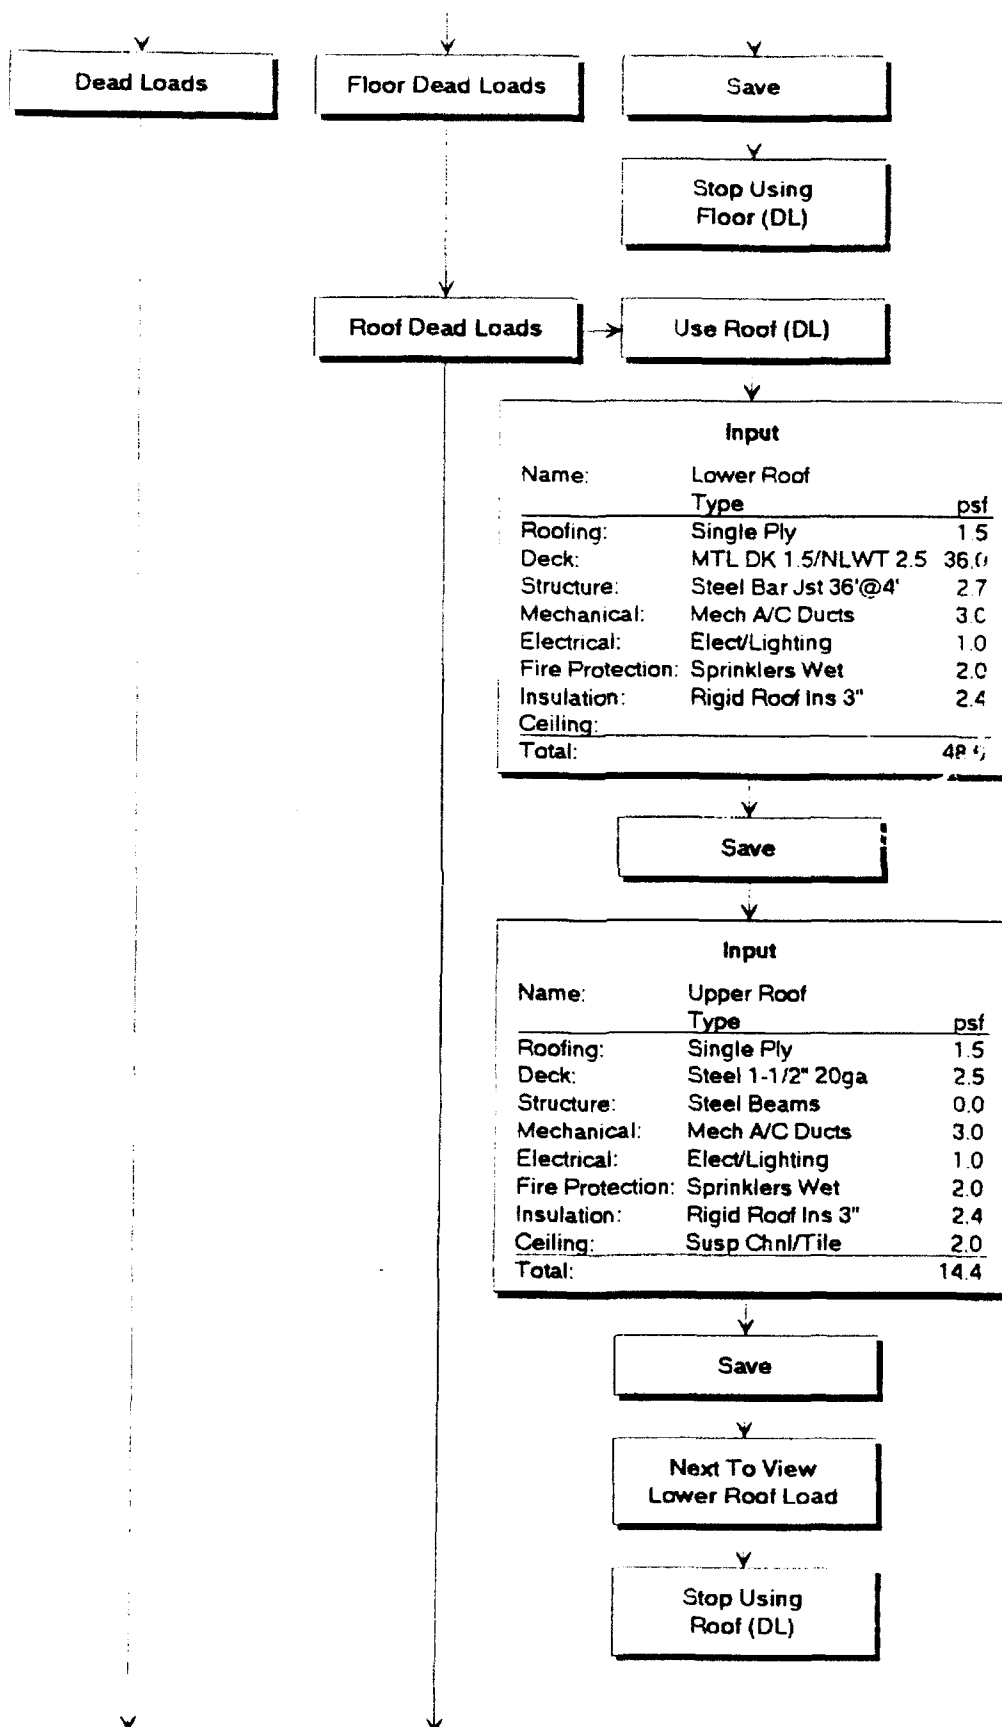 Dead Loads
Floor Dead Loads
Save
Stop Using
Floor (DL)
Roof Dead Loads
Use Roof (DL)
Input
Name: Lower Roof
Type psf
Roofing: Single Ply 1.5
Deck: MTL DK 1.5/NLWT 2.5 36.0
Structure: Steel Bar Jst 36'@4' 2.7
Mechanical: Mech A/C Ducts 3.0
Electrical: Elect/Lighting 1.0
Fire Protection: Sprinklers Wet 2.0
Insulation: Rigid Roof Ins 3" 2.4
Ceiling:
Total:
Save
Input
Name: Upper Roof
Type psf
Roofing: Single Ply 1.5
Deck: Steel 1-1/2" 20ga 2.5
Structure: Steel Beams 0.0
Mechanical: Mech A/C Ducts 3.0
Electrical: Elect/Lighting 1.0
Fire Protection: Sprinklers Wet 2.0
Insulation: Rigid Roof Ins 3" 2.4
Ceiling: Susp Chnl/Tile 2.0
Total: 14.4
Save
Next To View
Lower Roof Load
Stop Using
Roof (DL)